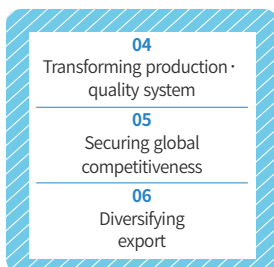 04
Transforming production·
quality system
05
Securing global
competitiveness
06
Diversifying
export